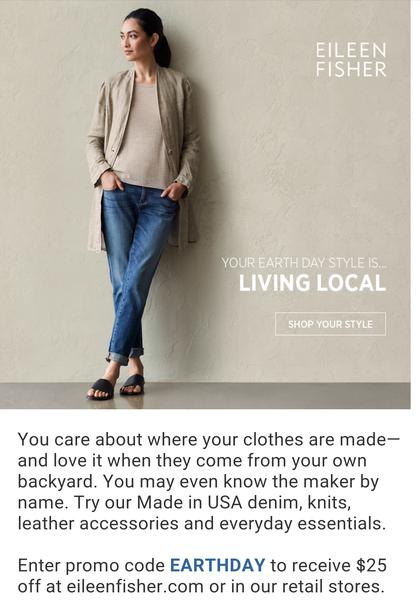 EILEEN
FISHER
YOUR EARTH DAY STYLE IS...
LIVING LOCAL
SHOP YOUR STYLE
You care about where your clothes are made—
and love it when they come from your own
backyard. You may even know the maker by
name. Try our Made in USA denim, knits,
leather accessories and everyday essentials.
Enter promo code EARTHDAY to receive $25
off at eileenfisher.com or in our retail stores.